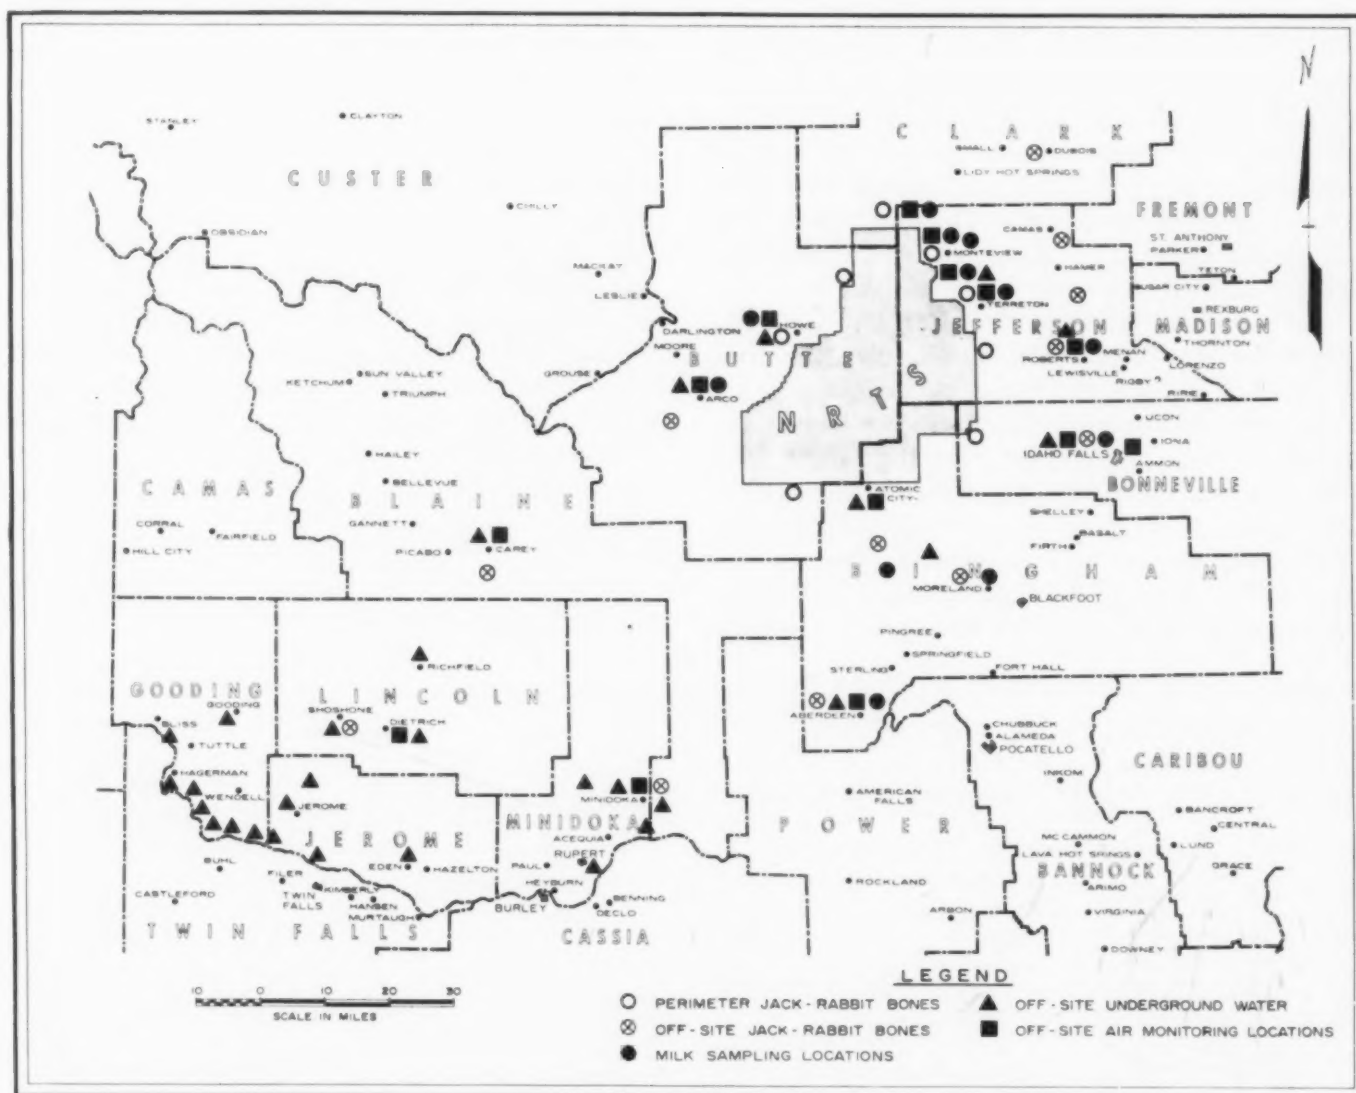 N
CLARK
STANLEY
CLAYTON
SMALL
DUBOIS
LIDY HOT SPRINGS
CUSTER
CHILLY
FREMONT
CAMAS
ST. ANTHONY
PARKER
OBSIDIAN
MONTEVIEW
HAMER
MACKAY
TETON
LESLIE
SUGAR CITY
TERRETON
REXBURG
DARLINGTON
HOWE
JEFFERSON
MADISON
MOORE
THORNTON
BUTTE
ROBERTS
MENAN
LORENZO
LEWISVILLE
SUN VALLEY
GROUSE
KETCHUM
RIGBY
TRIUMPH
ARCO
RIRIE
NRTS
UCON
IONA
HAILEY
IDAHO FALLS
AMMON
BELLEVUE
CAMAS
BLAINE
ATOMIC
CITY
BONNEVILLE
SHELLEY
GANNETT
CORRAL
FAIRFIELD
BASALT
HILL CITY
PICABO
CAREY
FIRTH
BINGHAM
MORELAND
BLACKFOOT
PINGREE
SPRINGFIELD
RICHFIELD
STERLING
FORT HALL
GOODING
LINCOLN
GOODING
SHOSHONE
BLISS
DIETRICH
ABERDEEN
CHUBBUCK
ALAMEDA
TUTTLE
POCATELLO
CARIBOU
HAGERMAN
INKOM
WENDELL
MINIDOKA
AMERICAN
FALLS
JEROME
BANCROFT
JEROME
MINIDOKA
POWER
CENTRAL
ACEQUIA
MC CAMMON
LUND
LAVA HOT SPRINGS
BUHL
EDEN
HAZELTON
PAUL
RUPERT
BANNOCK
GRACE
FILER
ROCKLAND
ARIMO
TWIN
FALLS
KIMBERLY
HEYBURN
CASTLEFORD
HANSEN
BURLEY
BENNING
DECLO
MURTAUGH
ARBON
VIRGINIA
TWIN FALLS
CASSIA
DOWNEY
LEGEND
10 0 10 20 30
SCALE IN MILES
PERIMETER JACK-RABBIT BONES
OFF-SITE UNDERGROUND WATER
OFF-SITE JACK-RABBIT BONES
OFF-SITE AIR MONITORING LOCATIONS
MILK SAMPLING LOCATIONS